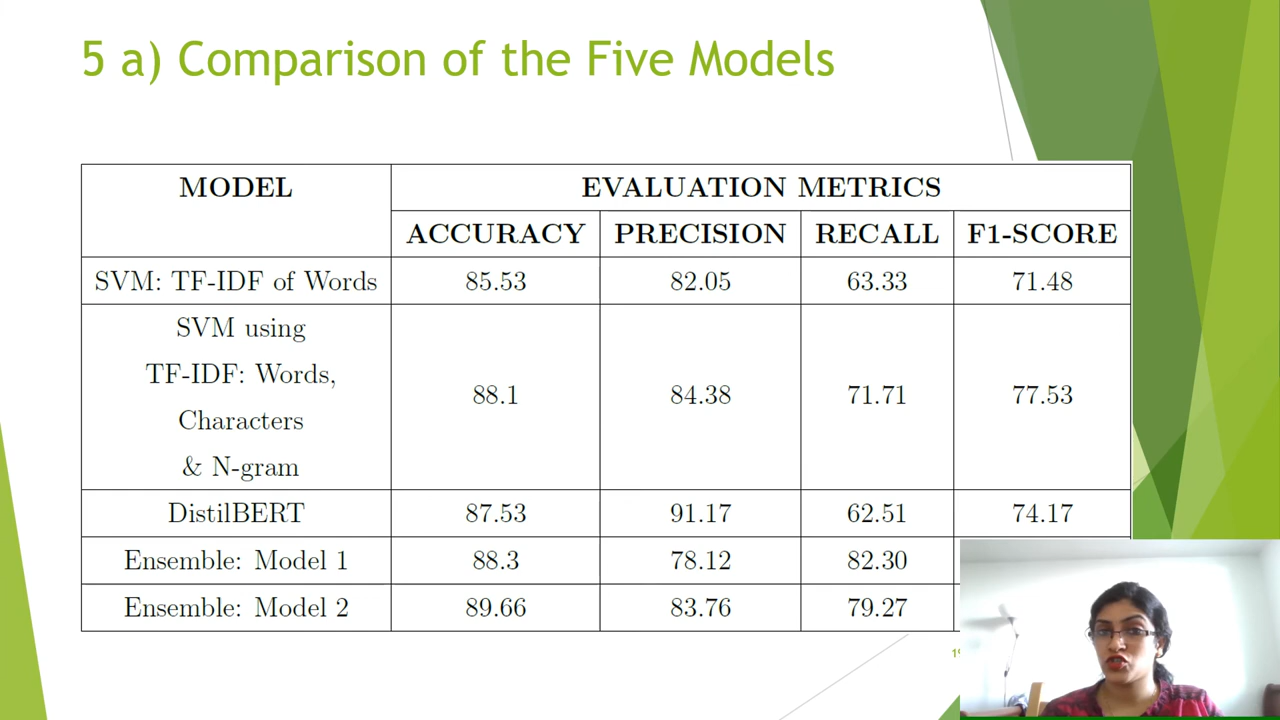 5 a) Comparison of the Five Models
MODEL EVALUATION METRICS
ACCURACY PRECISION RECALL F1-SCORE
SVM: TF-IDF of Words 85.53 82.05 63.33 71.48
SVM using
TF-IDF: Words,
Characters
& N-gram
88.1 84.38 71.71 77.53
DistilBERT 87.53 91.17 62.51 74.17
Ensemble: Model 1 88.3 78.12 82.30
Ensemble: Model 2 89.66 83.76 79.27